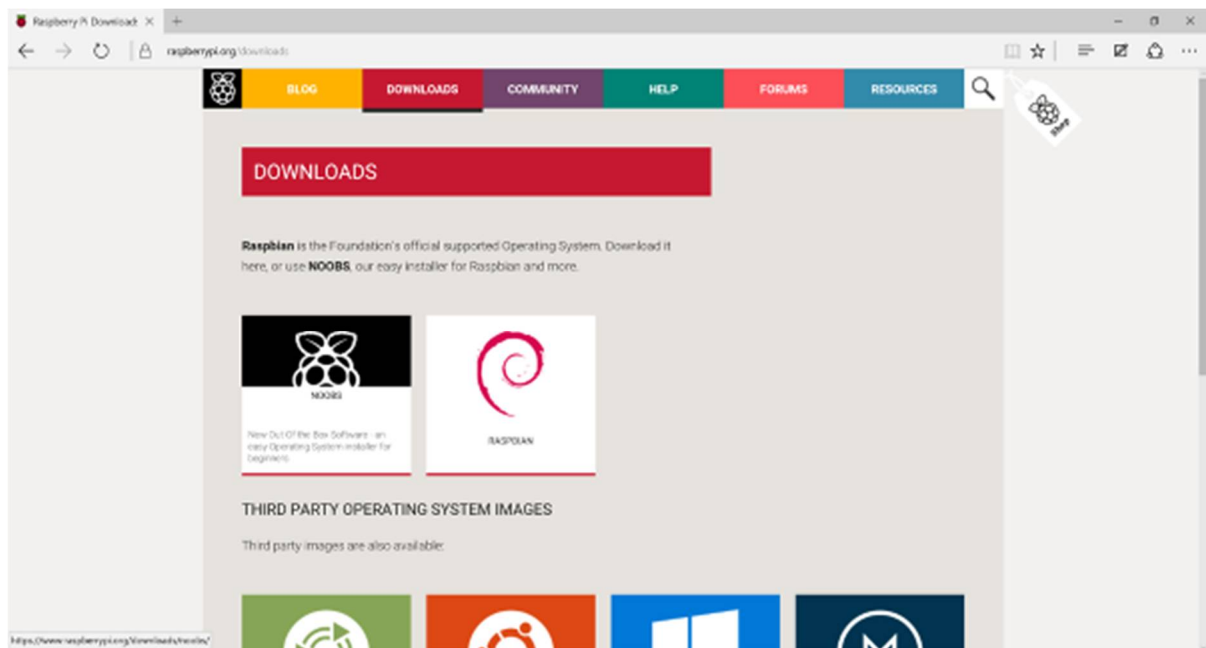 Raspberry Pi Download
raspberrypi.org/downloads
BLOG
DOWNLOADS
COMMUNITY
HELP
FORUMS
RESOURCES
Shop
DOWNLOADS
Raspbian is the Foundation's official supported Operating System. Download it
here, or use NOOBS, our easy installer for Raspbian and more.
NOOBS
New Out Of the Box Software - an
easy Operating System installer for
beginners
RASPBIAN
THIRD PARTY OPERATING SYSTEM IMAGES
Third party images are also available:
https://www.raspberrypi.org/downloads/noobs/